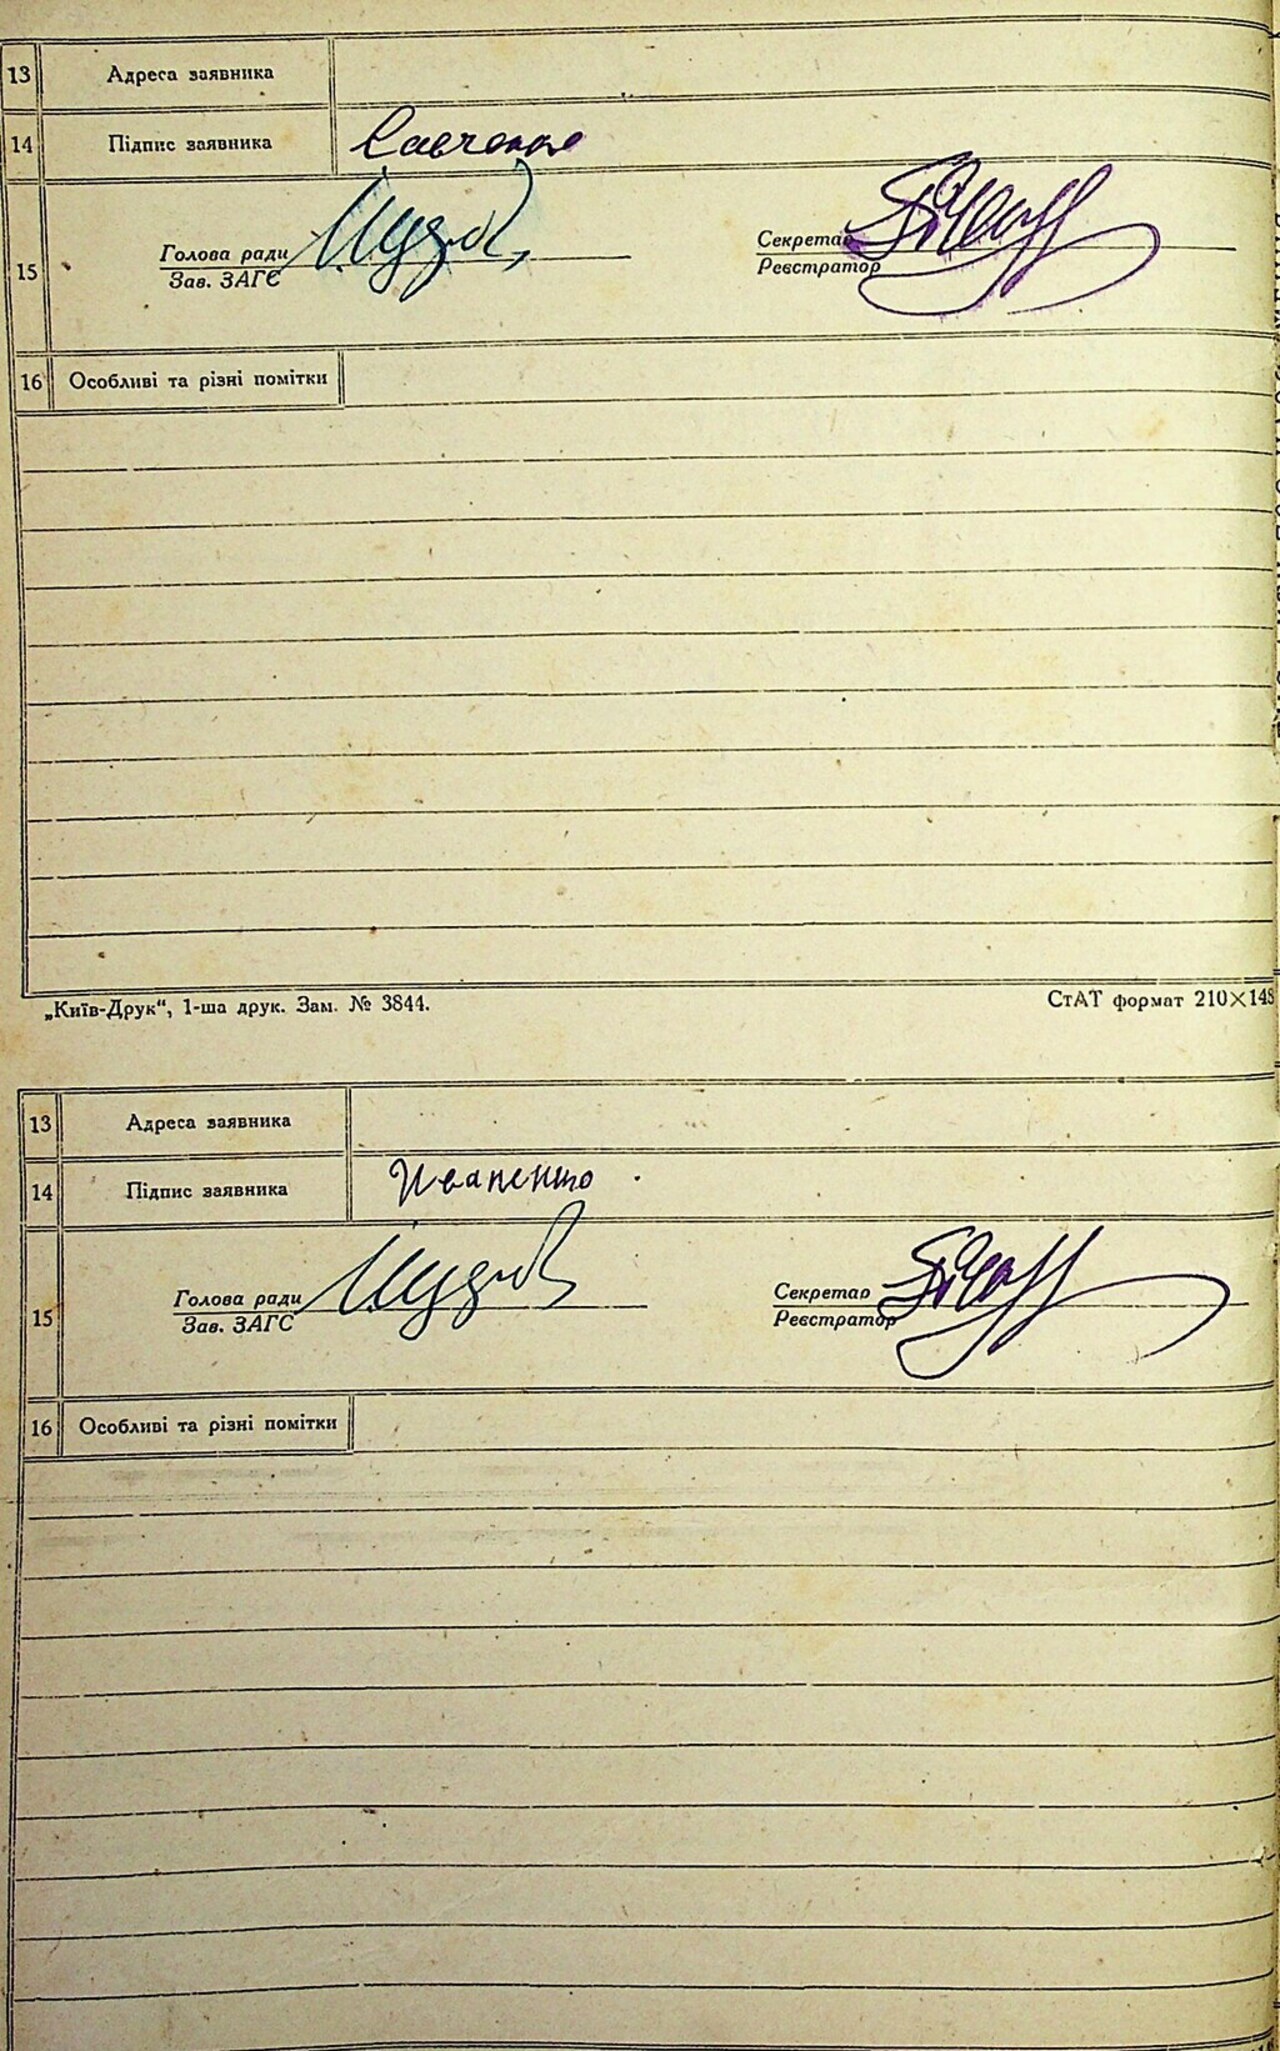 13 Адреса заявника
14 Підпис заявника Савченко
15 Голова ради Секретар
Зав. ЗАГС Реєстратор
16 Особливі та різні помітки
„Київ-Друк“, 1-ша друк. Зам. № 3844. СтАТ формат 210×148
13 Адреса заявника
14 Підпис заявника Иваненко
15 Голова ради Секретар
Зав. ЗАГС Реєстратор
16 Особливі та різні помітки